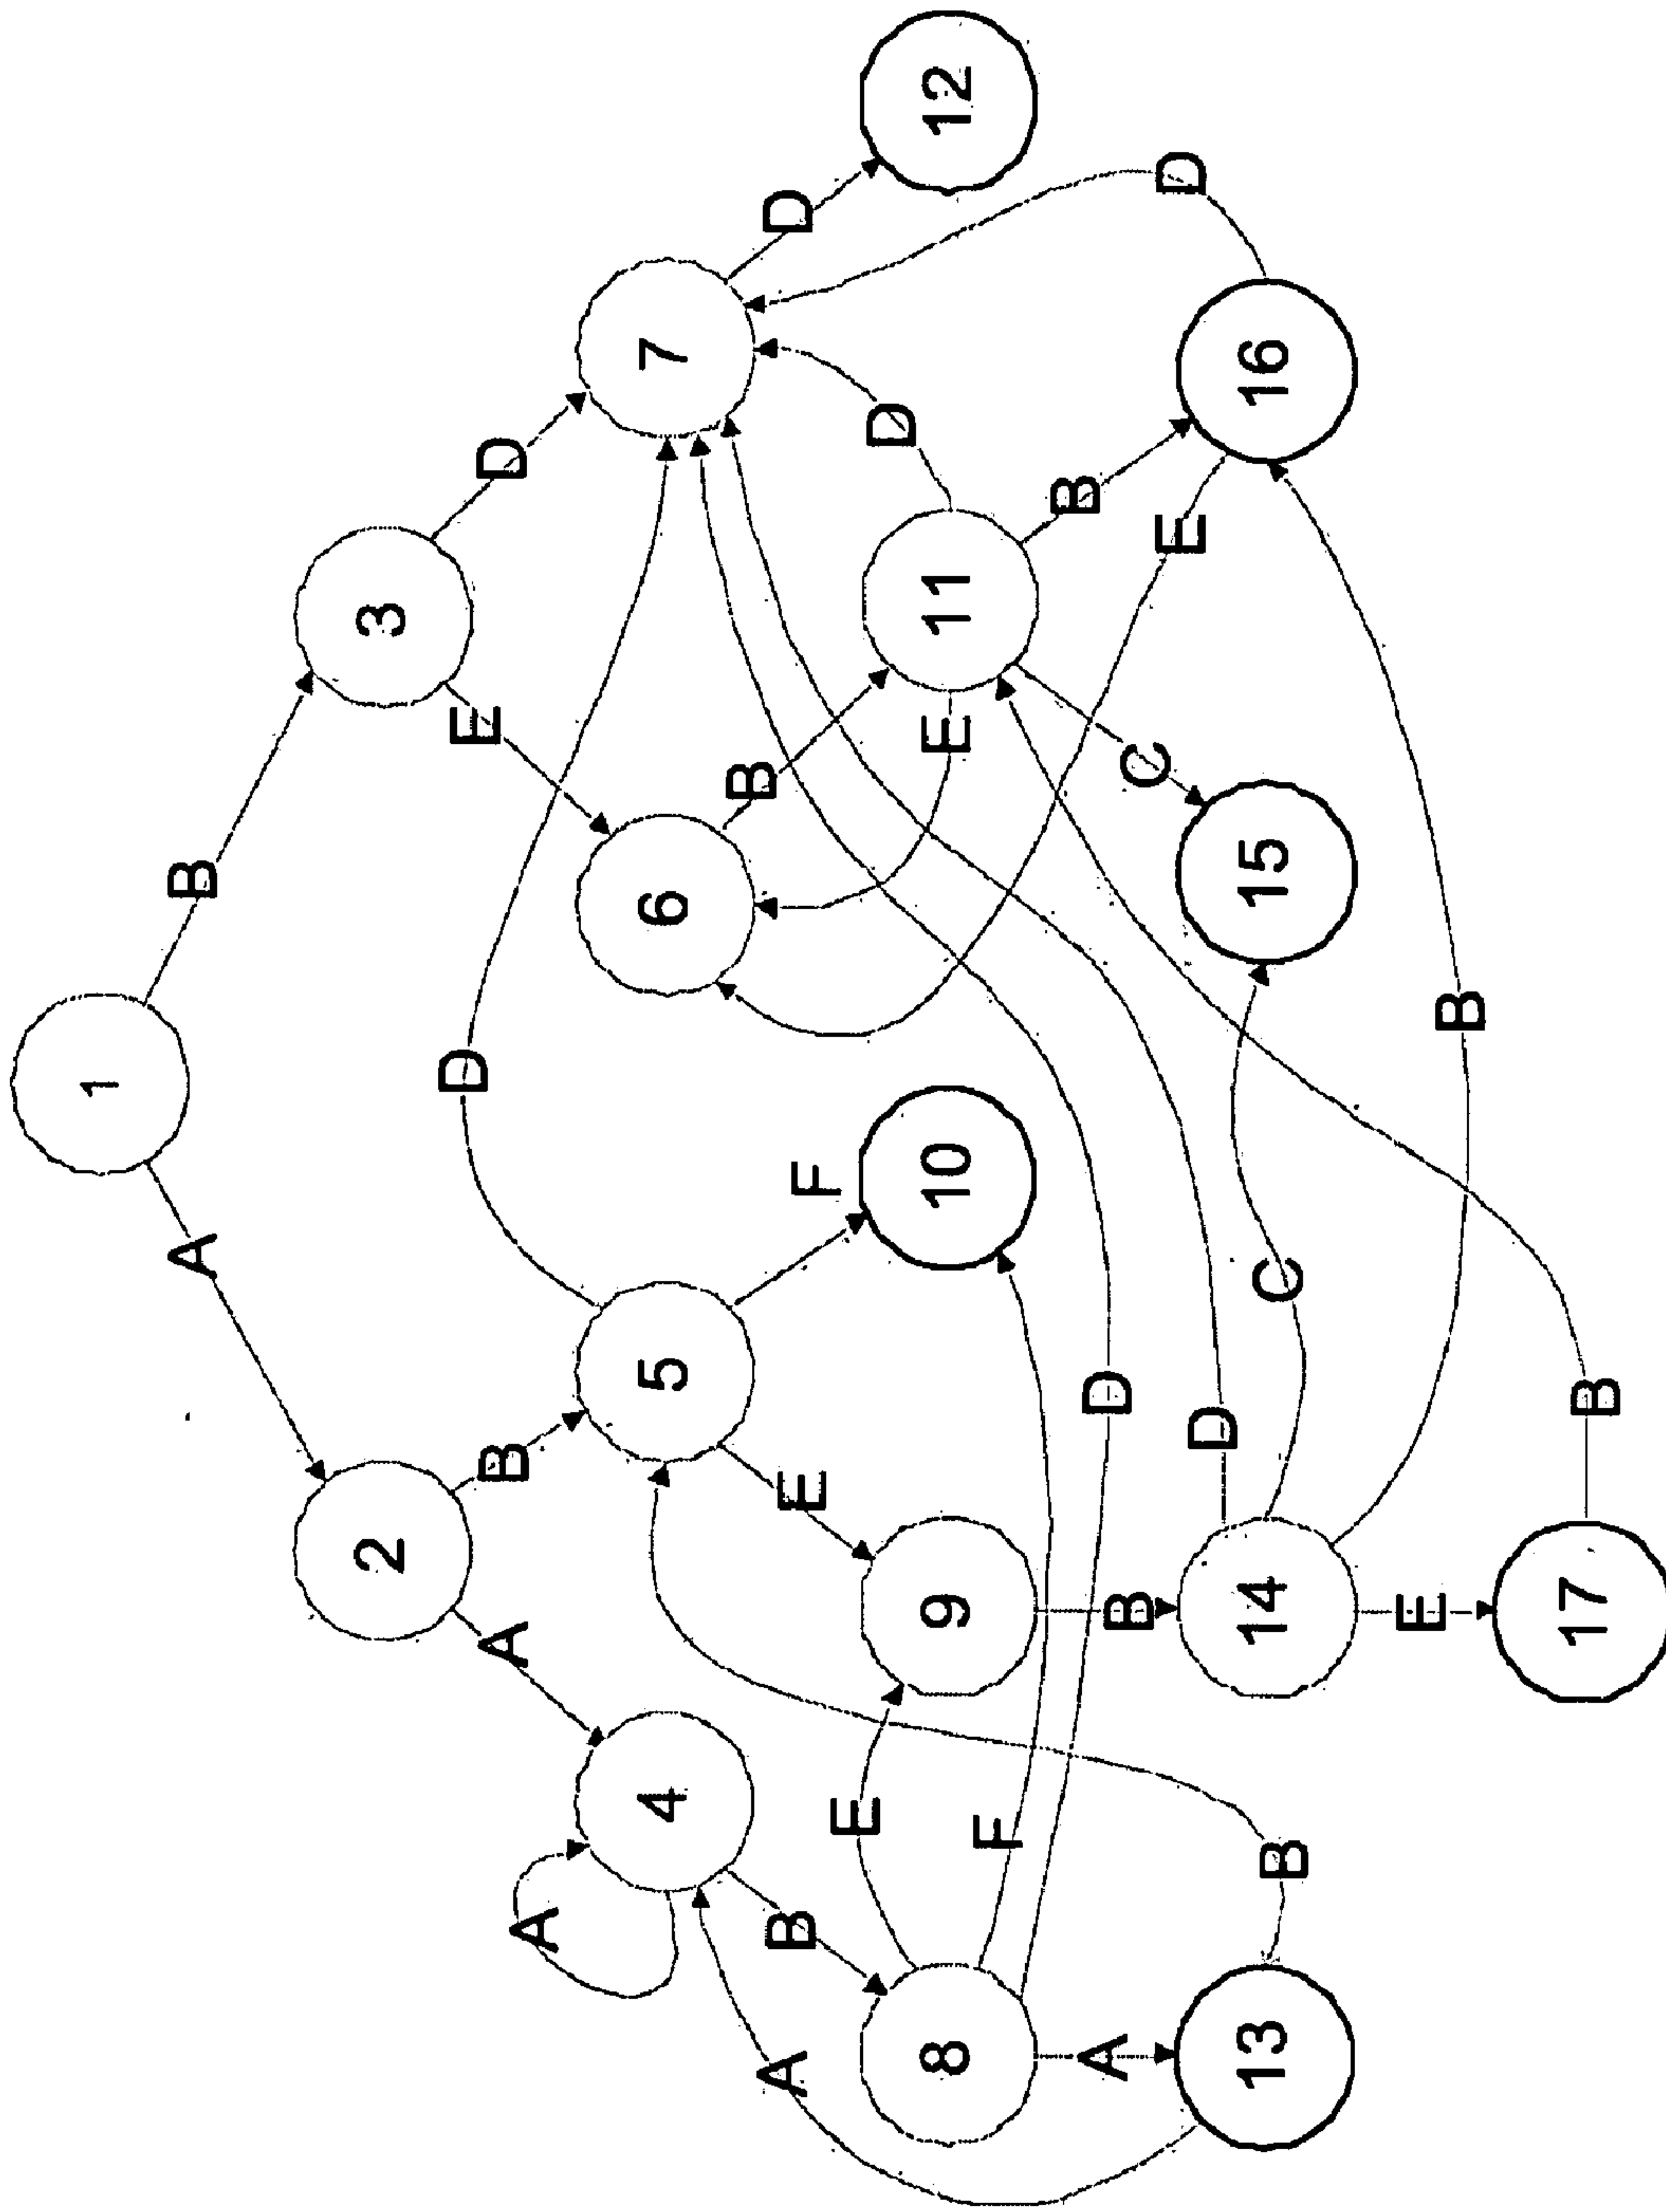 1
A B
2 3
A A B D E D
4 5 6 7
A B E F B D
E D
8 9 10 E 11 12
F
A B D C B
E D
D
13 B 14 C 15 16
E B
17 B